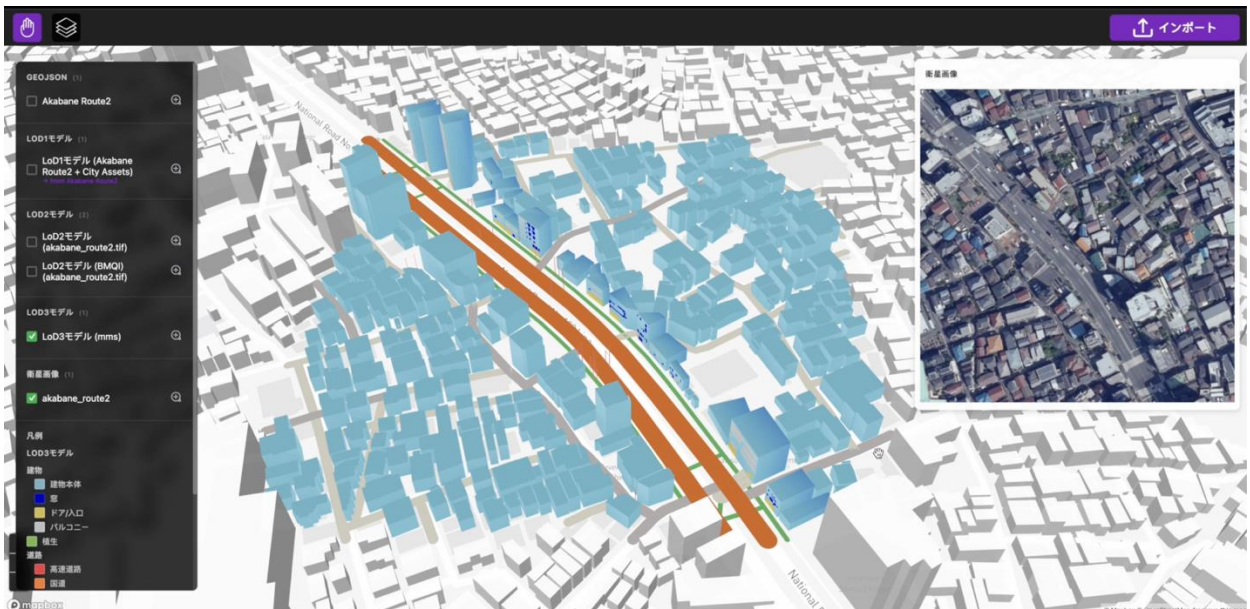 インポート
GEOJSON (1)
Akabane Route2
LOD1モデル (1)
LoD1モデル (Akabane
Route2 + City Assets)
+ from Akabane Route2
LOD2モデル (2)
LoD2モデル
(akabane_route2.tif)
LoD2モデル (BMQI)
(akabane_route2.tif)
LOD3モデル (1)
LoD3モデル (mms)
衛星画像 (1)
akabane_route2
凡例
LOD3モデル
建物
建物本体
窓
ドア/入口
バルコニー
植生
道路
高速道路
国道
mapbox
National Road No.
National
衛星画像